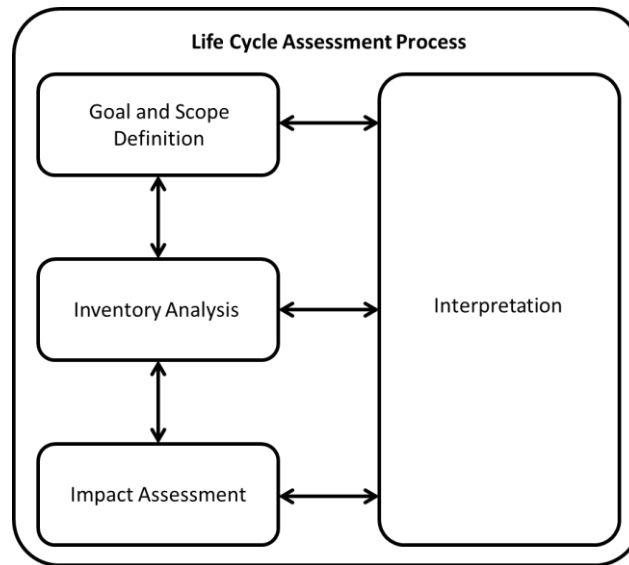 Life Cycle Assessment Process
Goal and Scope
Definition
Inventory Analysis
Interpretation
Impact Assessment